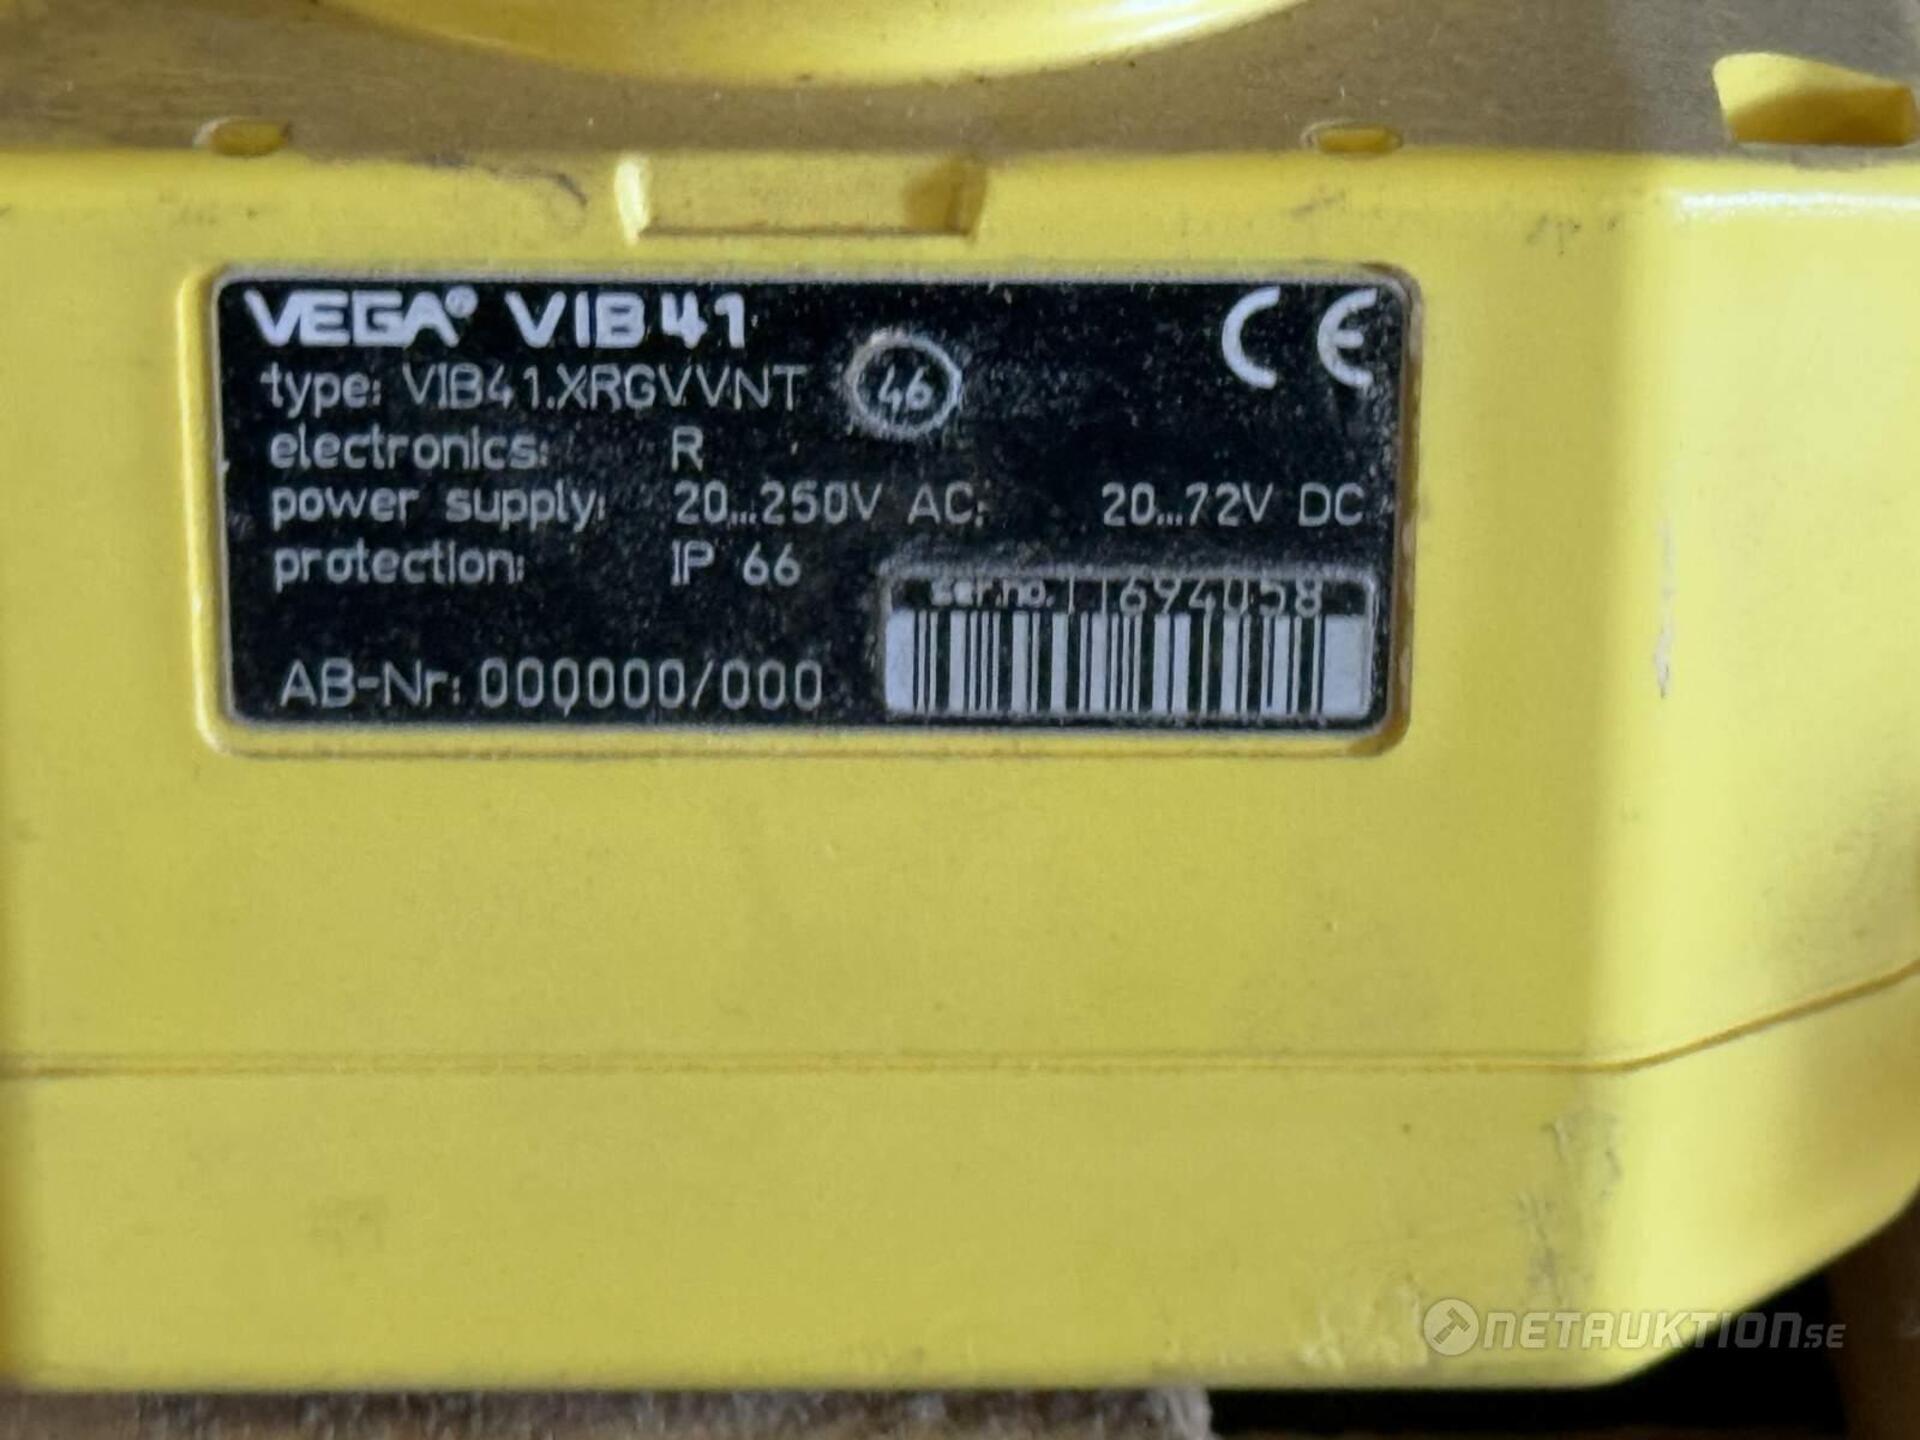 VEGA® VIB 41 CE
type: VIB41.XRGVVNT 46
electronics: R
power supply: 20...250V AC; 20...72V DC
protection: IP 66
ser.no. 11694058
AB-Nr: 000000/000
NETAUKTION.SE